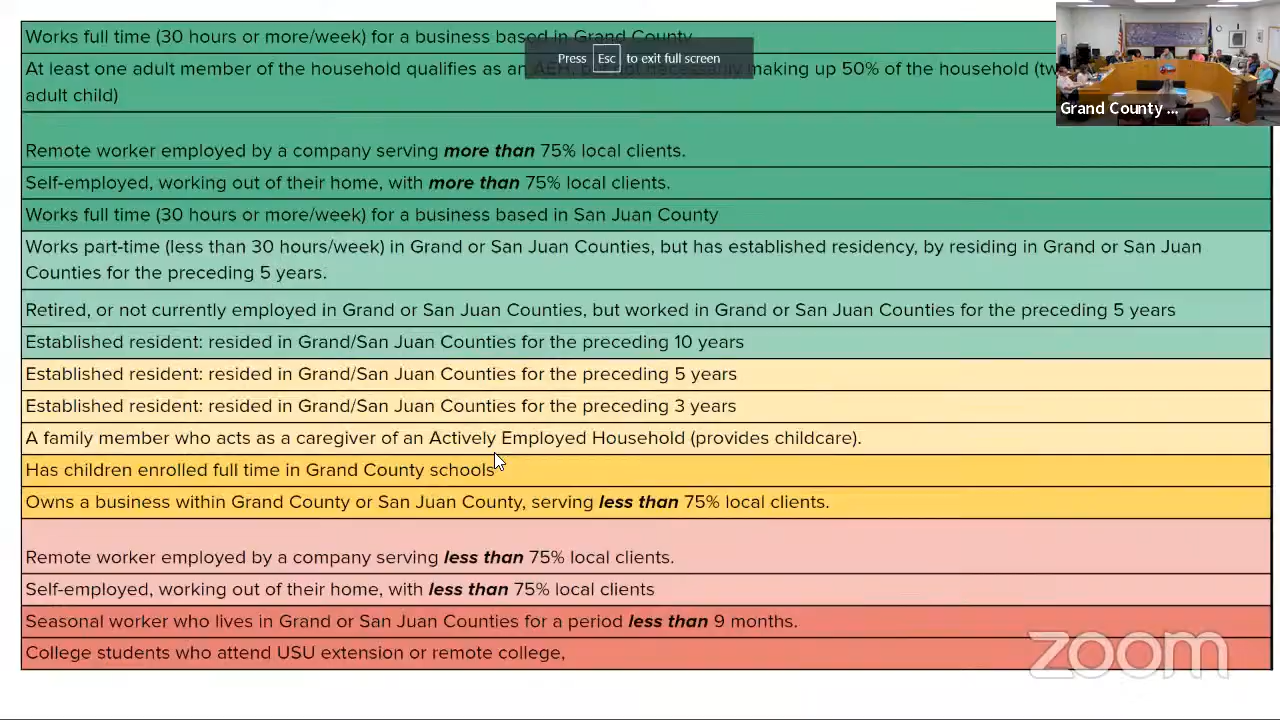 Works full time (30 hours or more/week) for a business based in Grand County
Press Esc to exit full screen
At least one adult member of the household qualifies as an AEH, but not necessarily making up 50% of the household (tw
adult child)
Grand County ...
Remote worker employed by a company serving more than 75% local clients.
Self-employed, working out of their home, with more than 75% local clients.
Works full time (30 hours or more/week) for a business based in San Juan County
Works part-time (less than 30 hours/week) in Grand or San Juan Counties, but has established residency, by residing in Grand or San Juan
Counties for the preceding 5 years.
Retired, or not currently employed in Grand or San Juan Counties, but worked in Grand or San Juan Counties for the preceding 5 years
Established resident: resided in Grand/San Juan Counties for the preceding 10 years
Established resident: resided in Grand/San Juan Counties for the preceding 5 years
Established resident: resided in Grand/San Juan Counties for the preceding 3 years
A family member who acts as a caregiver of an Actively Employed Household (provides childcare).
Has children enrolled full time in Grand County schools
Owns a business within Grand County or San Juan County, serving less than 75% local clients.
Remote worker employed by a company serving less than 75% local clients.
Self-employed, working out of their home, with less than 75% local clients
Seasonal worker who lives in Grand or San Juan Counties for a period less than 9 months.
College students who attend USU extension or remote college,
zoom